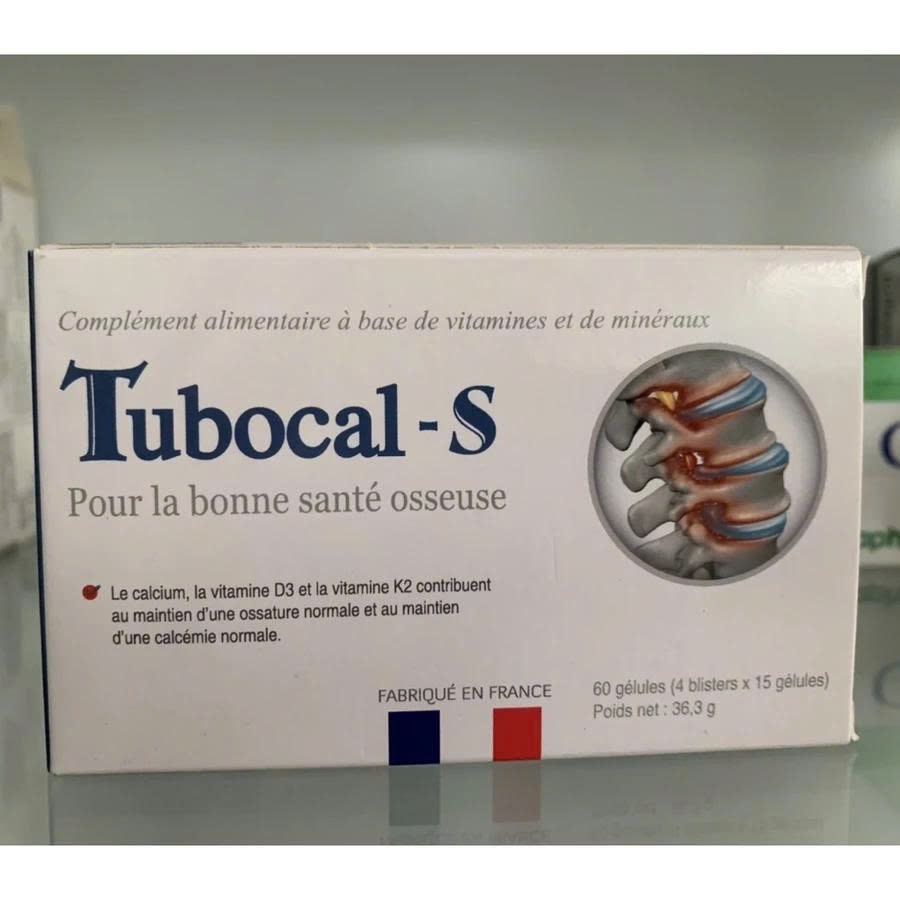 Complément alimentaire à base de vitamines et de minéraux
Tubocal - S
Pour la bonne santé osseuse
Le calcium, la vitamine D3 et la vitamine K2 contribuent
au maintien d'une ossature normale et au maintien
d'une calcémie normale.
FABRIQUÉ EN FRANCE
60 gélules (4 blisters x 15 gélules)
Poids net : 36,3 g